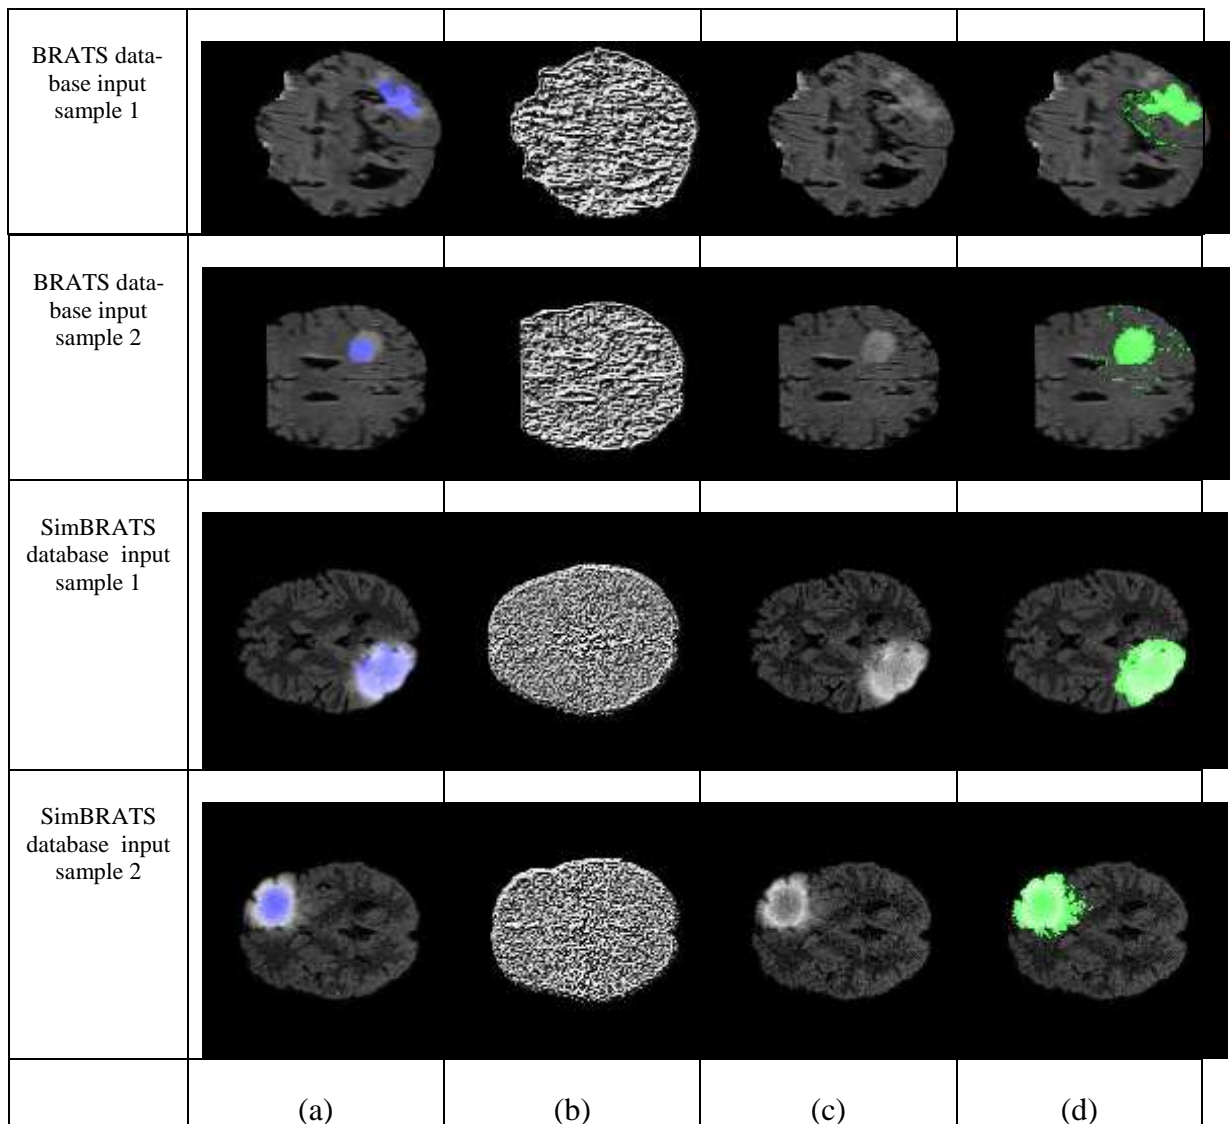 BRATS data-
base input
sample 1
BRATS data-
base input
sample 2
SimBRATS
database input
sample 1
SimBRATS
database input
sample 2
(a) (b) (c) (d)